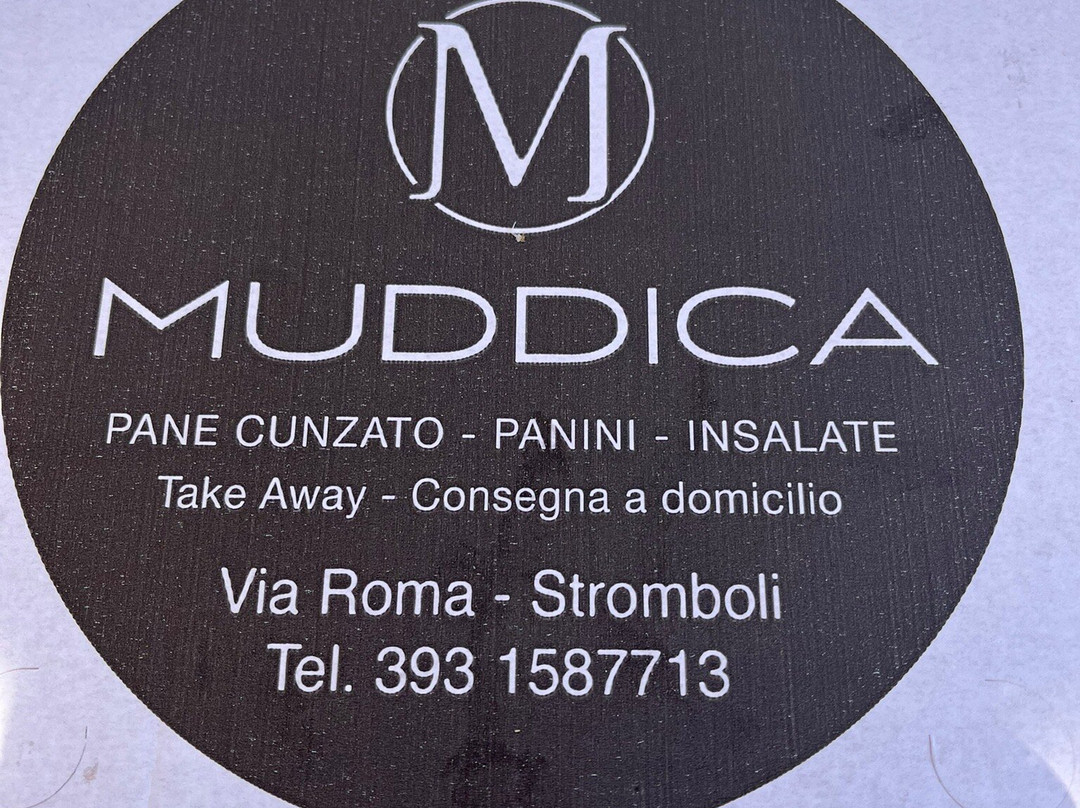 M
MUDDICA
PANE CUNZATO - PANINI - INSALATE
Take Away - Consegna a domicilio
Via Roma - Stromboli
Tel. 393 1587713